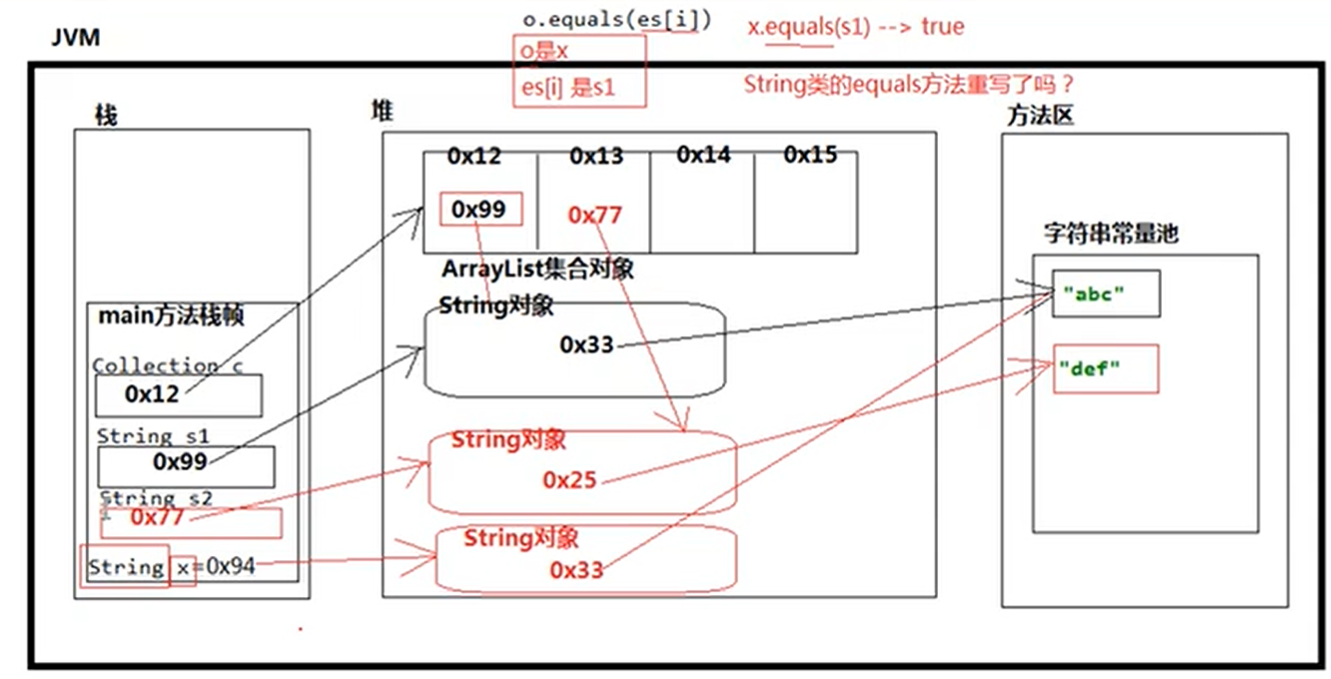 o.equals(es[i])
x.equals(s1) --> true
JVM
o是x
es[i] 是s1
String类的equals方法重写了吗？
栈
堆
方法区
0x12
0x13
0x14
0x15
0x99
0x77
字符串常量池
ArrayList集合对象
"abc"
String对象
main方法栈帧
0x33
Collection c
0x12
"def"
String s1
0x99
String对象
0x25
String s2
0x77
String对象
String x=0x94
0x33